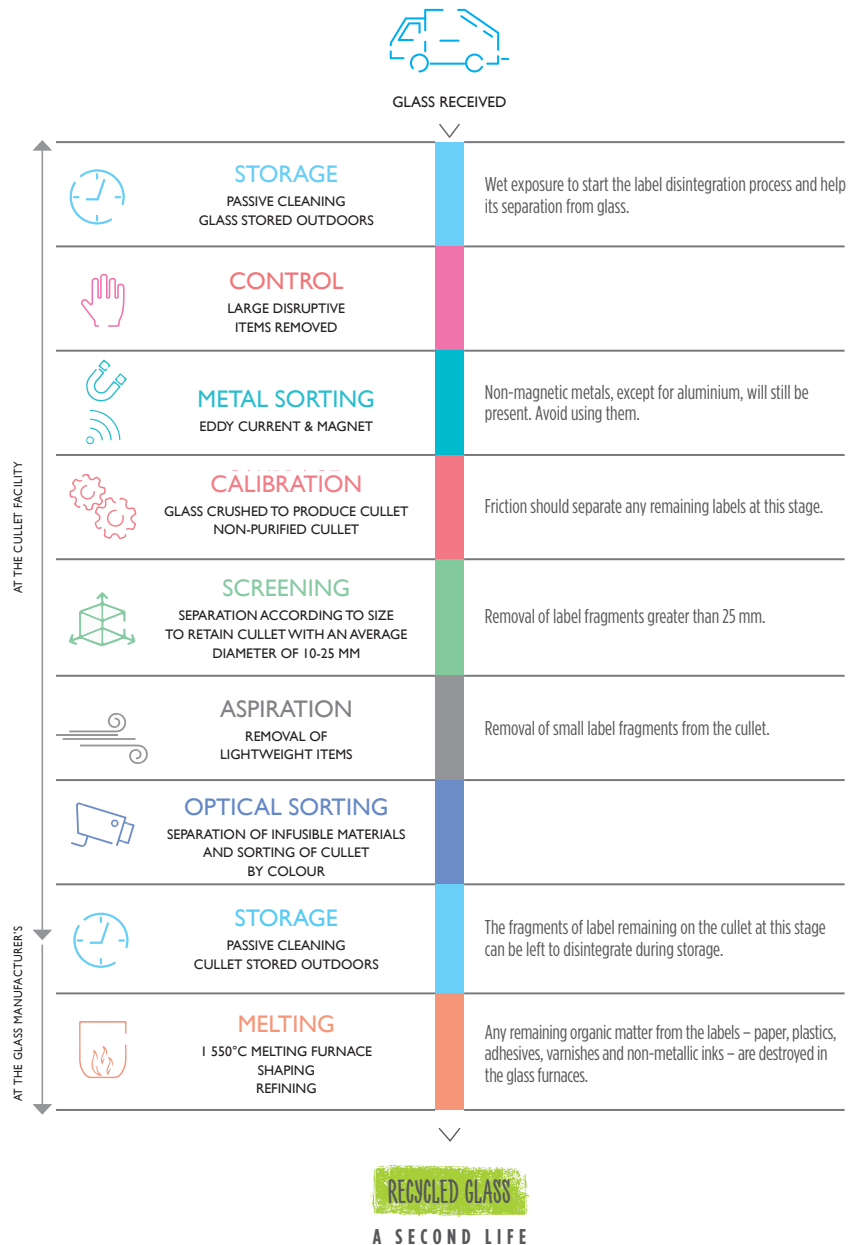 GLASS RECEIVED
AT THE CULLET FACILITY
STORAGE
PASSIVE CLEANING
GLASS STORED OUTDOORS
Wet exposure to start the label disintegration process and help
its separation from glass.
CONTROL
LARGE DISRUPTIVE
ITEMS REMOVED
METAL SORTING
EDDY CURRENT & MAGNET
Non-magnetic metals, except for aluminium, will still be
present. Avoid using them.
CALIBRATION
GLASS CRUSHED TO PRODUCE CULLET
NON-PURIFIED CULLET
Friction should separate any remaining labels at this stage.
SCREENING
SEPARATION ACCORDING TO SIZE
TO RETAIN CULLET WITH AN AVERAGE
DIAMETER OF 10-25 MM
Removal of label fragments greater than 25 mm.
ASPIRATION
REMOVAL OF
LIGHTWEIGHT ITEMS
Removal of small label fragments from the cullet.
OPTICAL SORTING
SEPARATION OF INFUSIBLE MATERIALS
AND SORTING OF CULLET
BY COLOUR
AT THE GLASS MANUFACTURER'S
STORAGE
PASSIVE CLEANING
CULLET STORED OUTDOORS
The fragments of label remaining on the cullet at this stage
can be left to disintegrate during storage.
MELTING
1 550°C MELTING FURNACE
SHAPING
REFINING
Any remaining organic matter from the labels – paper, plastics,
adhesives, varnishes and non-metallic inks – are destroyed in
the glass furnaces.
RECYCLED GLASS
A SECOND LIFE